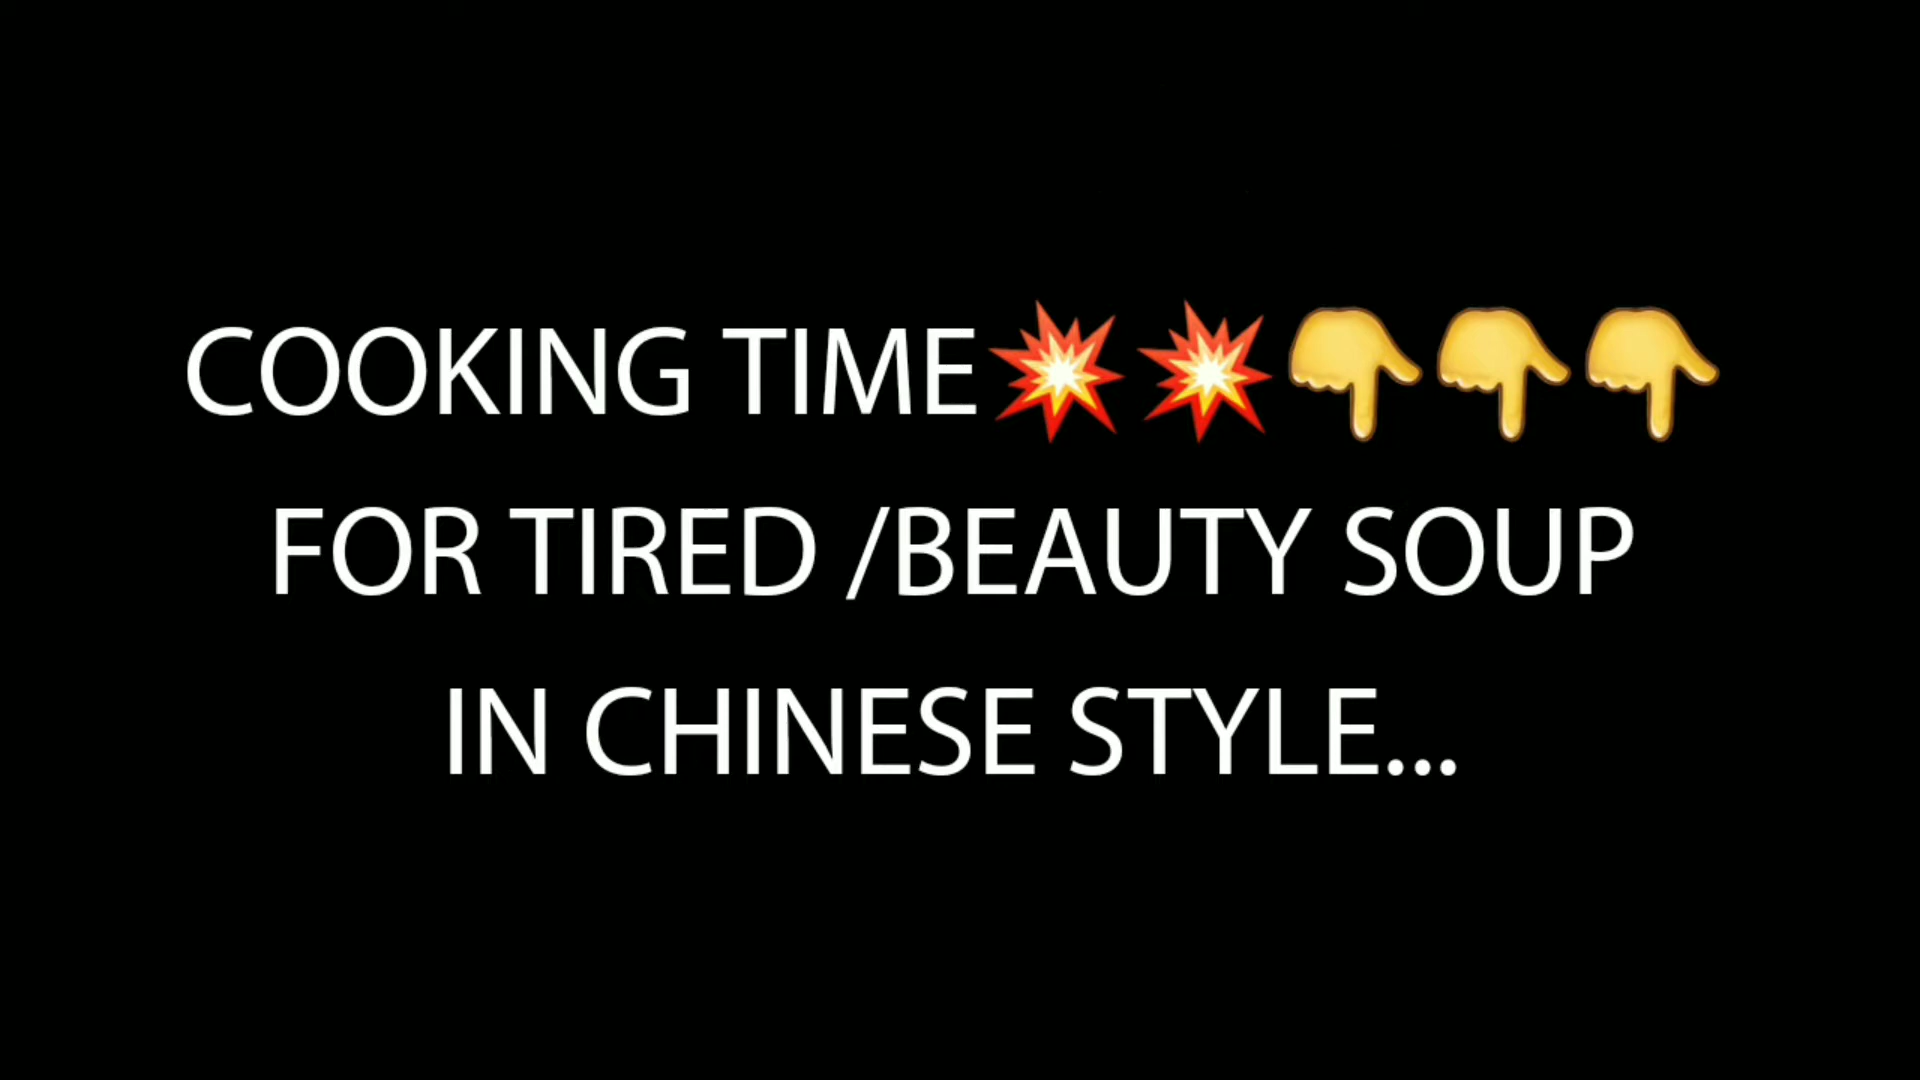 COOKING TIME💥💥👇👇👇
FOR TIRED /BEAUTY SOUP
IN CHINESE STYLE...